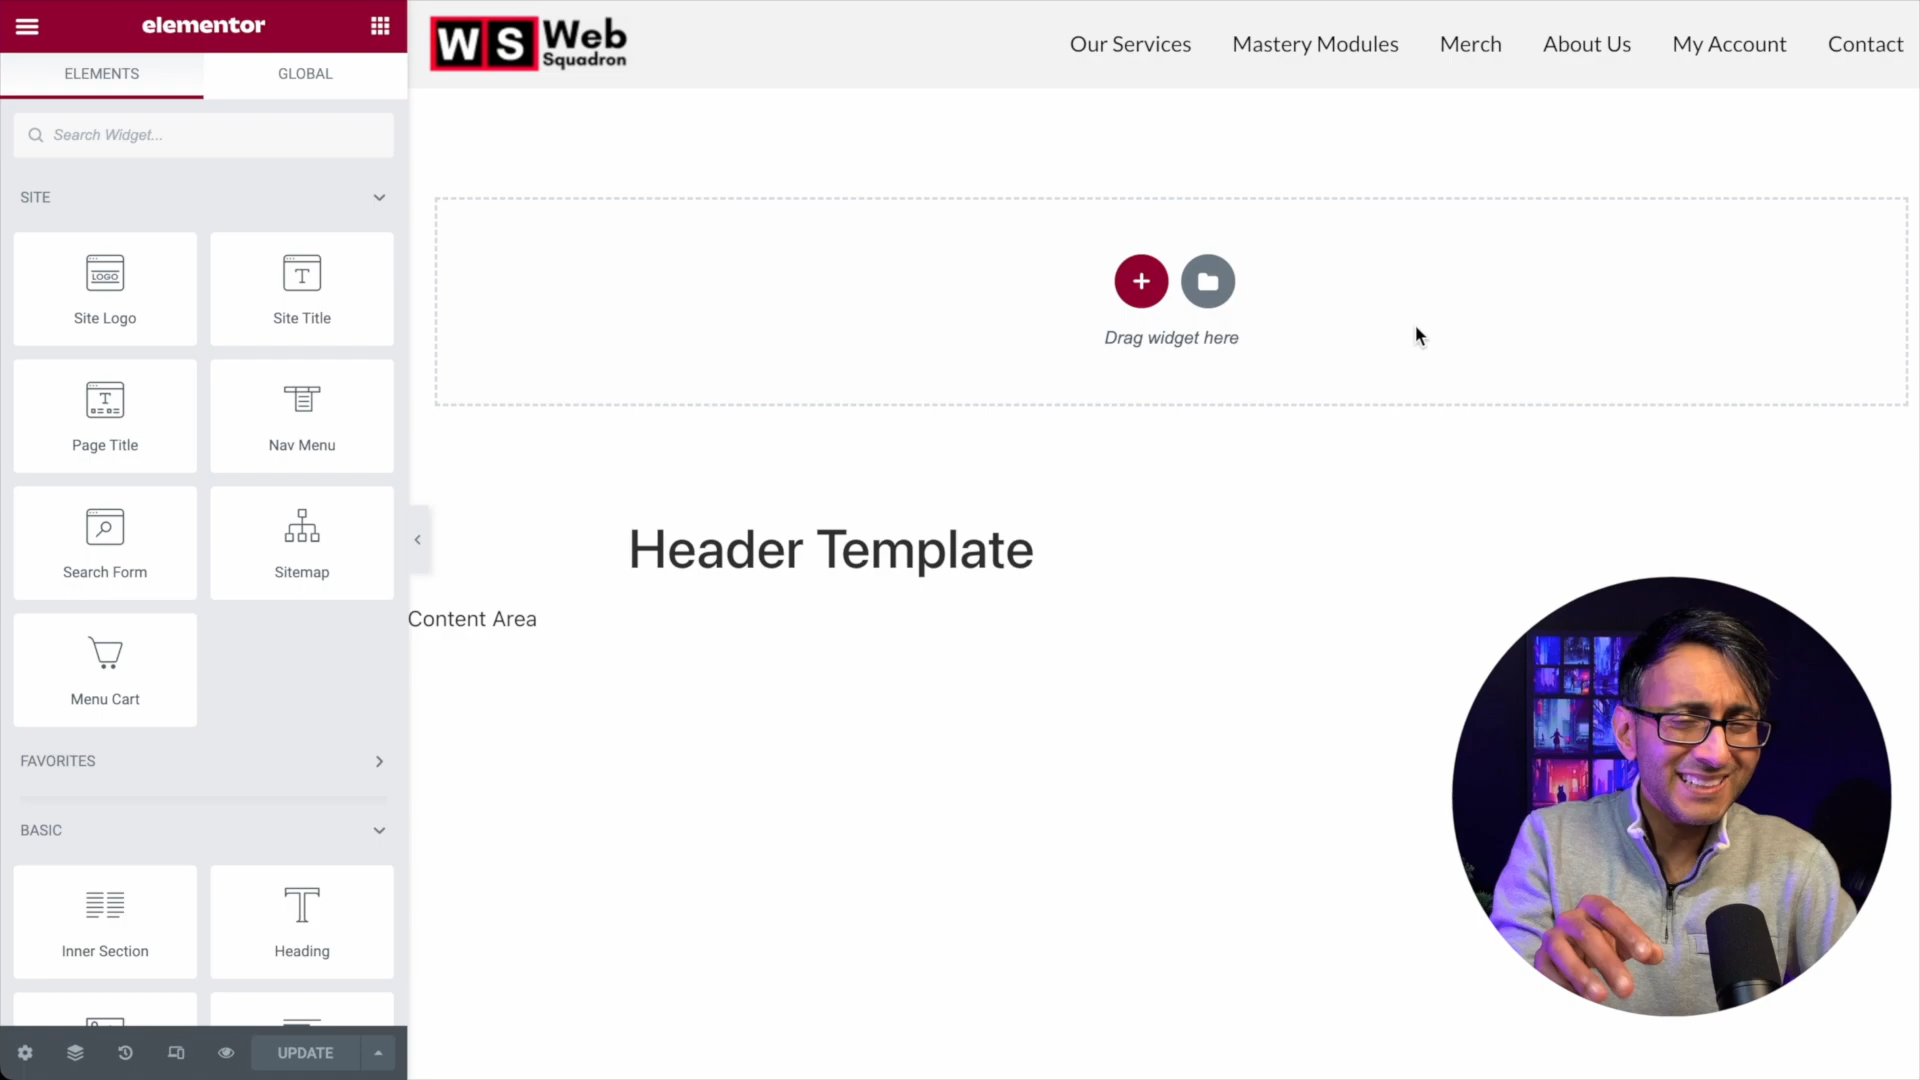 elementor
ELEMENTS
GLOBAL
Search Widget...
SITE
LOGO
Site Logo
T
Site Title
T
Page Title
Nav Menu
Search Form
Sitemap
Menu Cart
FAVORITES
BASIC
Inner Section
T
Heading
UPDATE
WS Web
Squadron
Our Services
Mastery Modules
Merch
About Us
My Account
Contact
+
Drag widget here
Header Template
Content Area